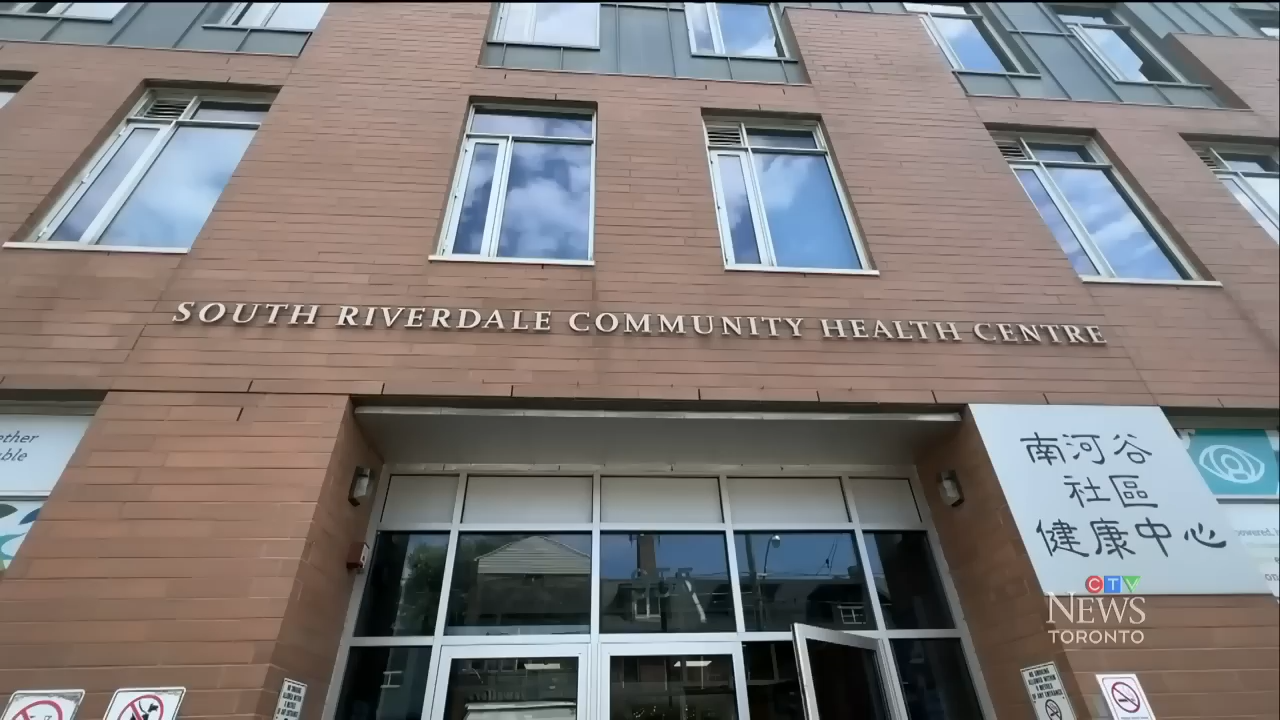 SOUTH RIVERDALE COMMUNITY HEALTH CENTRE
南河谷
社區
健康中心
CTV
NEWS
TORONTO